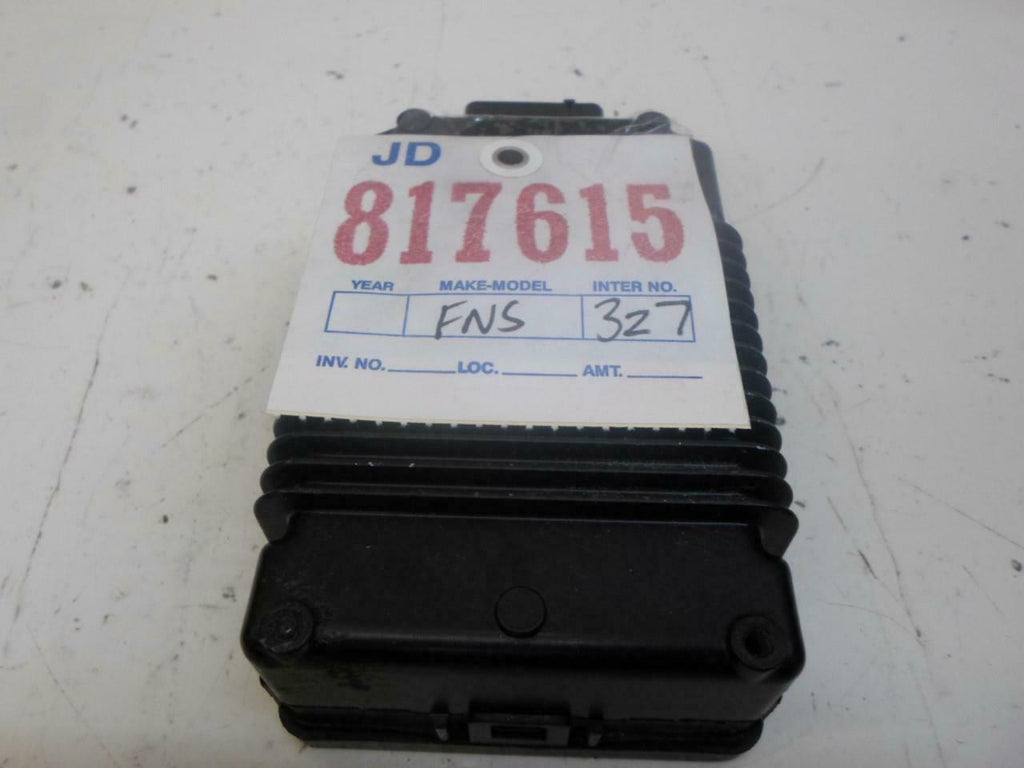 JD
817615
YEAR MAKE-MODEL INTER NO.
FNS 327
INV. NO. LOC. AMT.